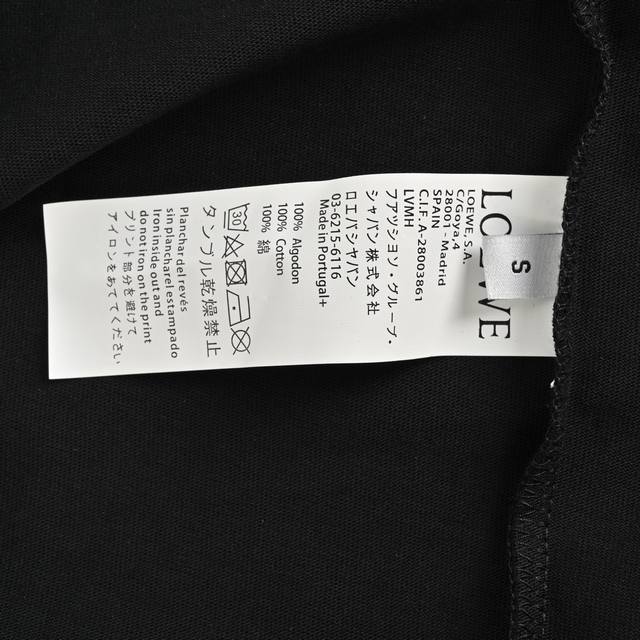 LOEWE
S
LOEWE, S.A.
C/Goya,4
28001 - Madrid
SPAIN
C.I.F. A-28003861
LVMH
ファッション・グループ・
ジャパン株式会社
ロエベジャパン
03-6215-6116
Made in Portugal+
100% Algodon
100% Cotton
100% 綿
30
タンブル乾燥禁止
Planchar del reves
sin planchar el estampado
Iron inside out and
do not iron on the print
プリント部分を避けて
アイロンをあててください